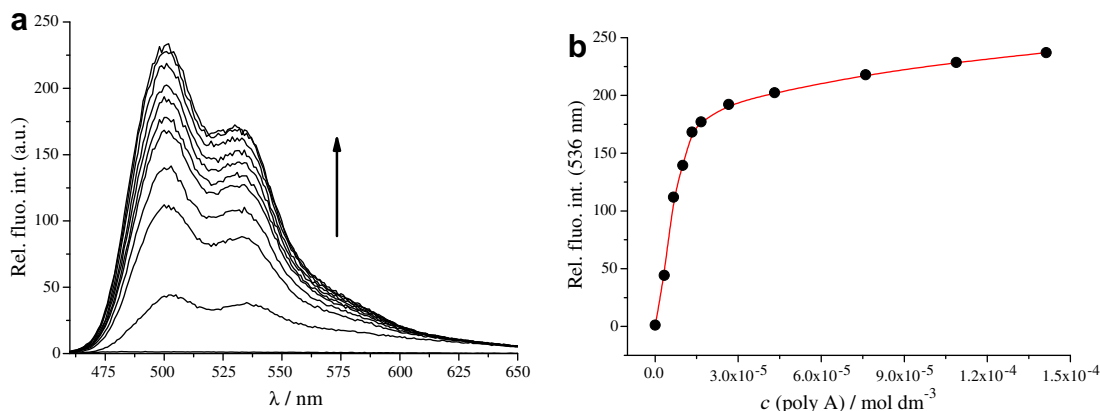 a
250
200
150
100
50
0
Rel. fluo. int. (a.u.)
475 500 525 550 575 600 625 650
λ / nm
b
250
200
150
100
50
0
Rel. fluo. int. (536 nm)
0.0 3.0x10⁻⁵ 6.0x10⁻⁵ 9.0x10⁻⁵ 1.2x10⁻⁴ 1.5x10⁻⁴
c (poly A) / mol dm⁻³